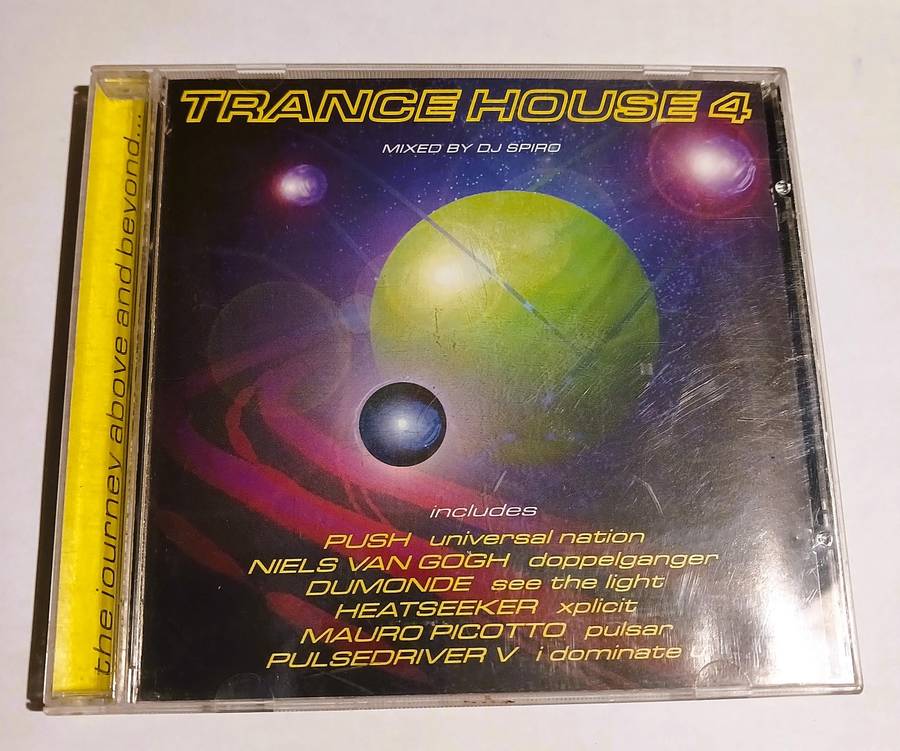 TRANCE HOUSE 4
MIXED BY DJ SPIRO
the journey above and beyond...
includes
PUSH universal nation
NIELS VAN GOGH doppelganger
DUMONDE see the light
HEATSEEKER xplicit
MAURO PICOTTO pulsar
PULSEDRIVER V i dominate u